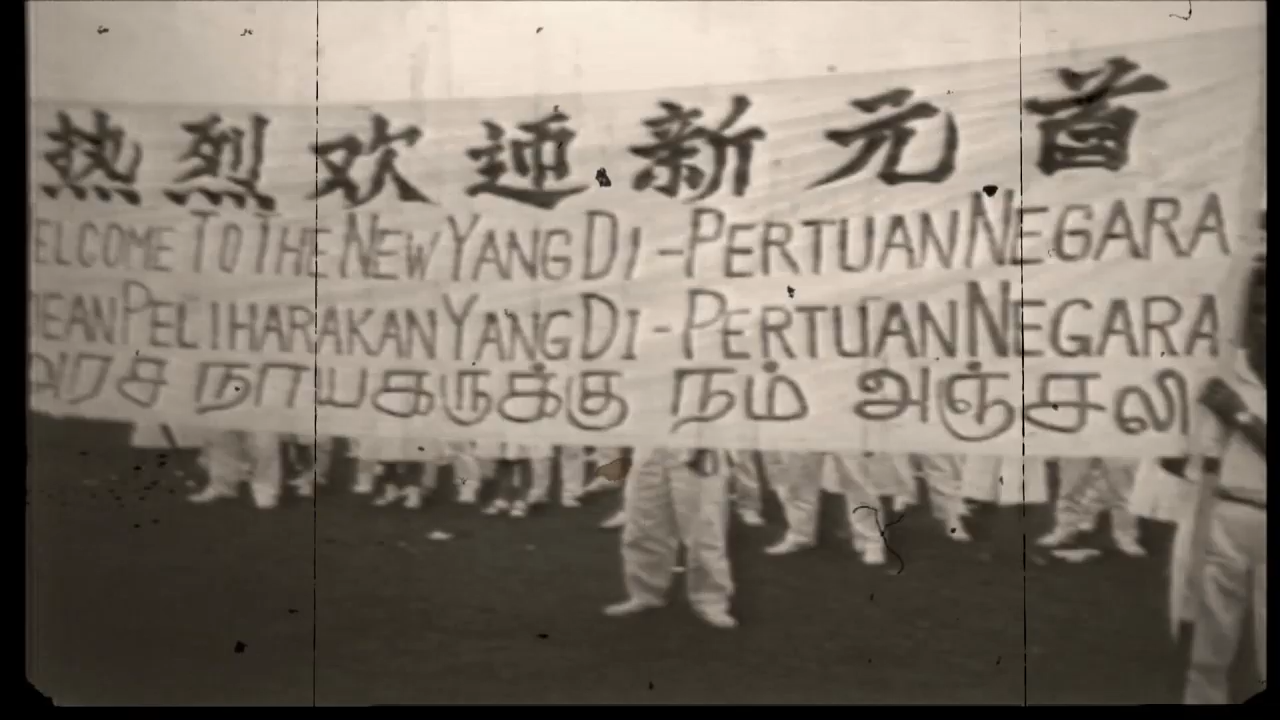 热烈欢迎新元首
ELCOME TO THE NEW YANG DI-PERTUAN NEGARA
PELIHARAKAN YANG DI-PERTUAN NEGARA
அரச நாயகருக்கு நம் அஞ்சலி